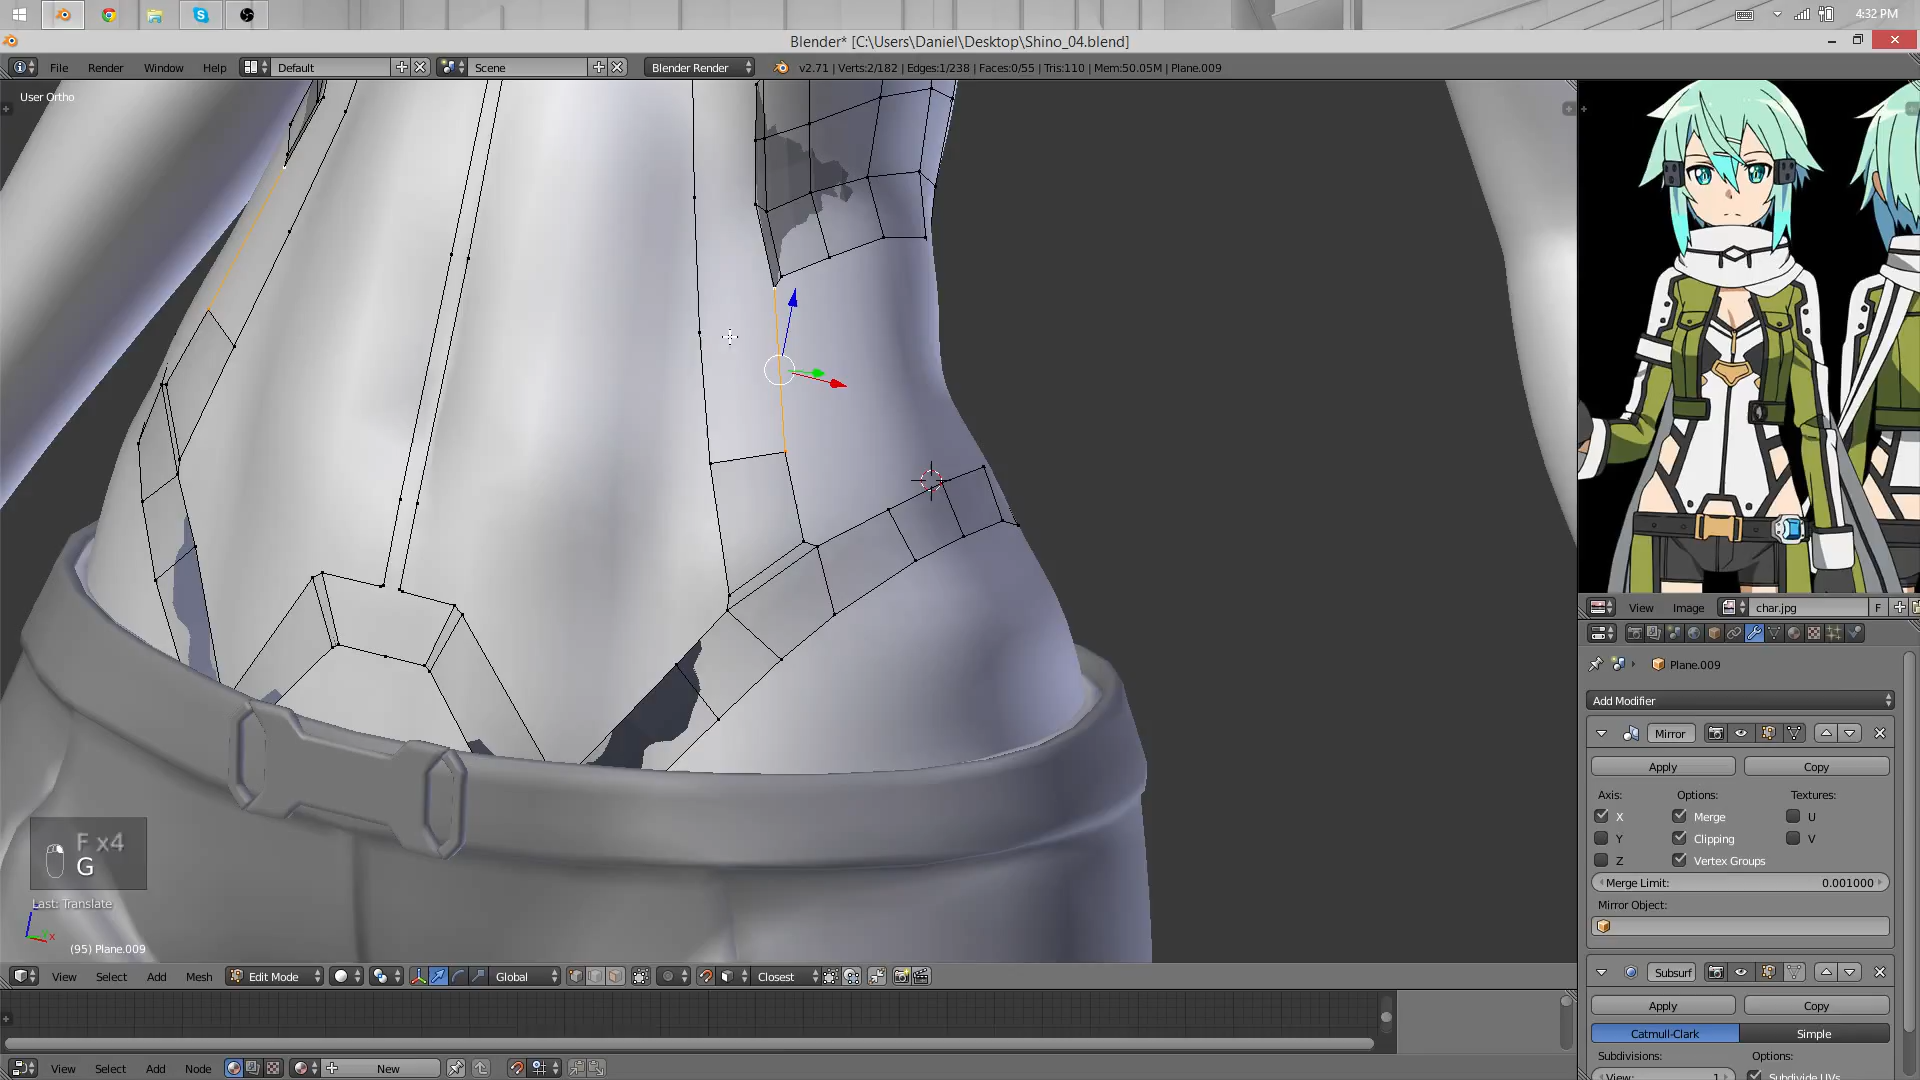 4:32 PM
Blender* [C:\Users\Daniel\Desktop\Shino_04.blend]
File Render Window Help Default Scene Blender Render v2.71 | Verts:2/182 | Edges:1/238 | Faces:0/55 | Tris:110 | Mem:50.05M | Plane.009
User Ortho
View Image char.jpg F
Plane.009
Add Modifier
Mirror
Apply Copy
Axis: Options: Textures:
X Merge U
Y Clipping V
Z Vertex Groups
Merge Limit: 0.001000
Mirror Object:
F x4
G
Last: Translate
x
(95) Plane.009
View Select Add Mesh Edit Mode Global Closest
Subsurf
Apply Copy
Catmull-Clark Simple
Subdivisions: Options:
View: 1 Subdivide UVs
View Select Add Node New